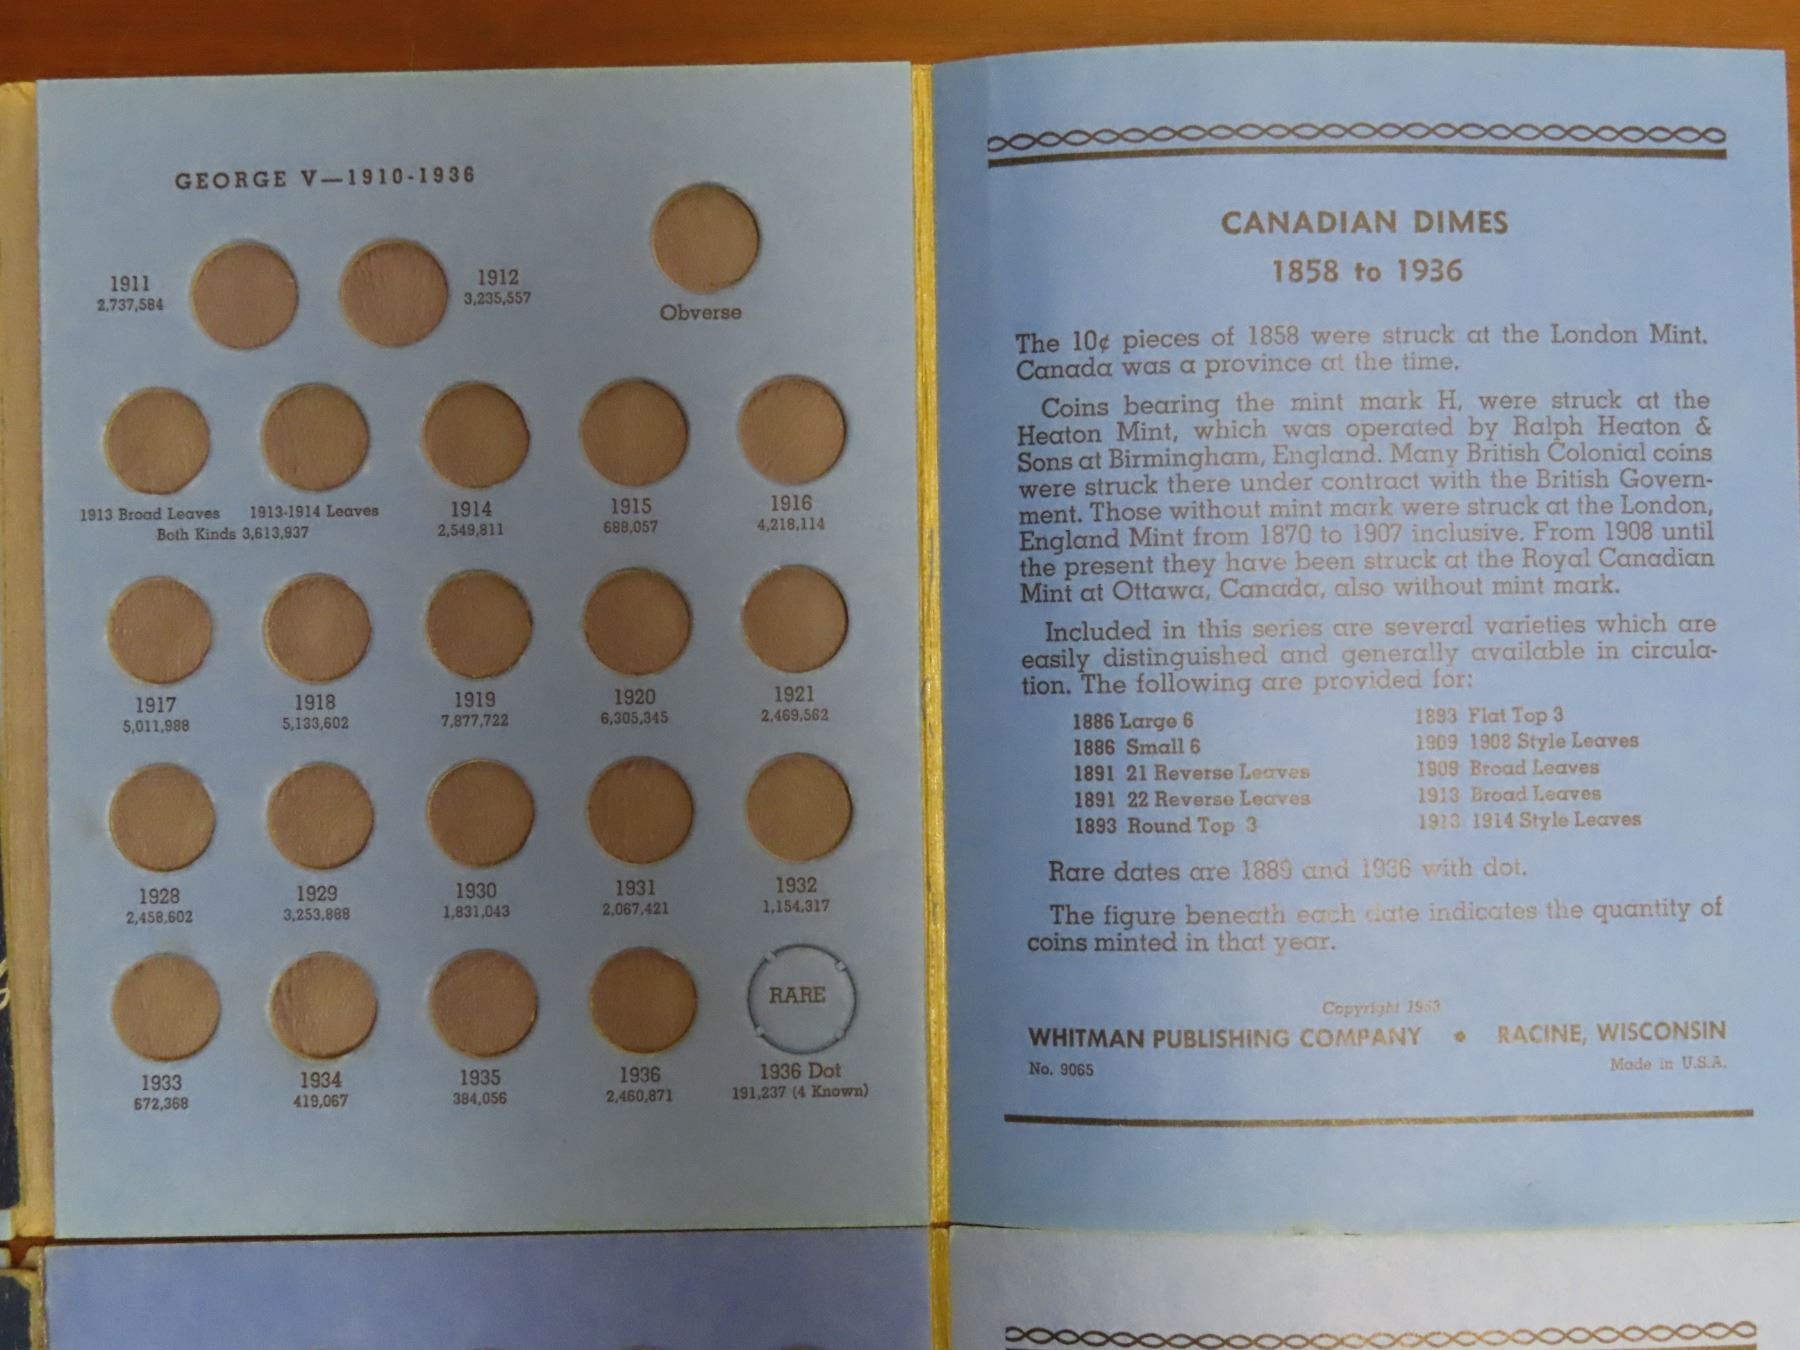 GEORGE V—1910-1936
Obverse
1911
2,737,584
1912
3,235,557
1913 Broad Leaves 1913-1914 Leaves
Both Kinds 3,613,937
1914
2,549,811
1915
688,057
1916
4,218,114
1917
5,011,988
1918
5,133,602
1919
7,877,722
1920
6,305,345
1921
2,469,562
1928
2,458,602
1929
3,253,888
1930
1,831,043
1931
2,067,421
1932
1,154,317
1933
672,368
1934
419,067
1935
384,056
1936
2,460,871
RARE
1936 Dot
191,237 (4 Known)
CANADIAN DIMES
1858 to 1936
The 10¢ pieces of 1858 were struck at the London Mint.
Canada was a province at the time.
Coins bearing the mint mark H, were struck at the
Heaton Mint, which was operated by Ralph Heaton &
Sons at Birmingham, England. Many British Colonial coins
were struck there under contract with the British Govern-
ment. Those without mint mark were struck at the London,
England Mint from 1870 to 1907 inclusive. From 1908 until
the present they have been struck at the Royal Canadian
Mint at Ottawa, Canada, also without mint mark.
Included in this series are several varieties which are
easily distinguished and generally available in circula-
tion. The following are provided for:
1886 Large 6
1886 Small 6
1891 21 Reverse Leaves
1891 22 Reverse Leaves
1893 Round Top 3
1893 Flat Top 3
1909 1908 Style Leaves
1909 Broad Leaves
1913 Broad Leaves
1913 1914 Style Leaves
Rare dates are 1889 and 1936 with dot.
The figure beneath each date indicates the quantity of
coins minted in that year.
Copyright 1953
WHITMAN PUBLISHING COMPANY • RACINE, WISCONSIN
No. 9065
Made in U.S.A.